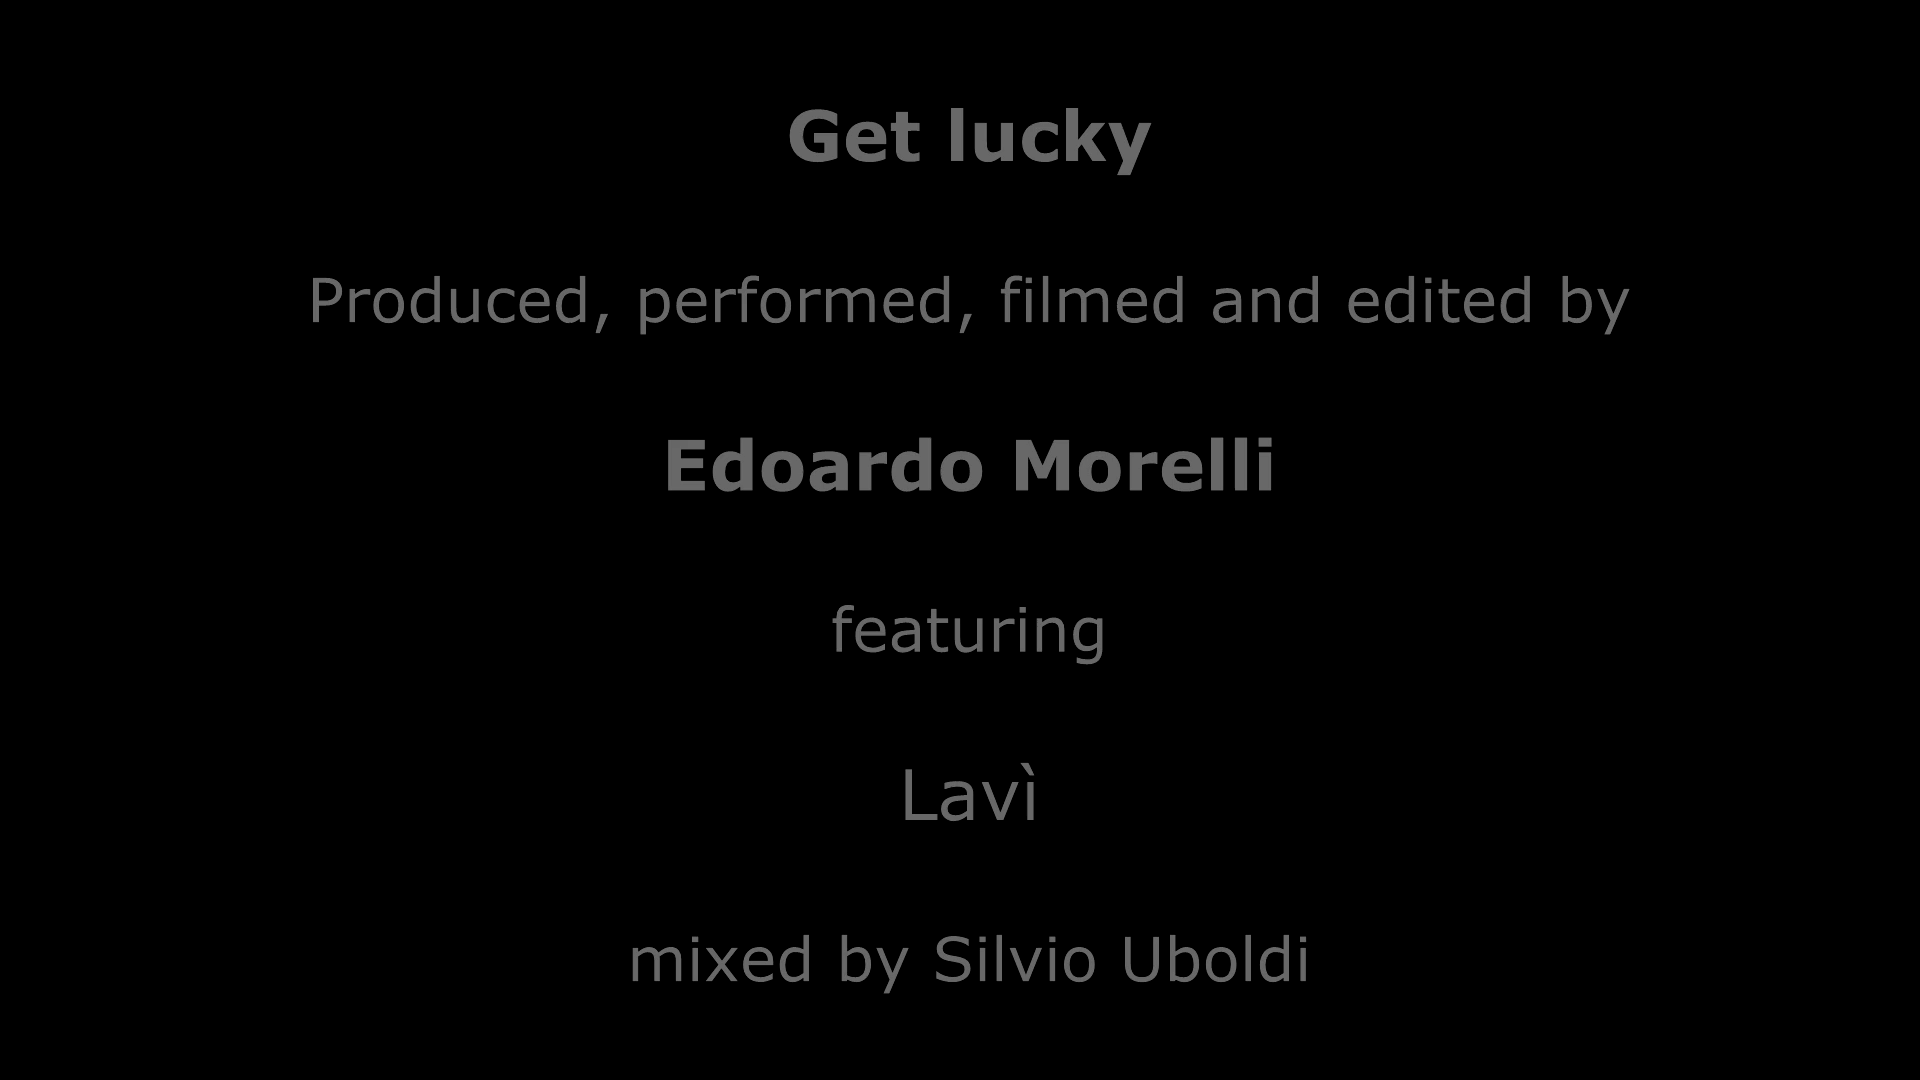 Get lucky
Produced, performed, filmed and edited by
Edoardo Morelli
featuring
Lavì
mixed by Silvio Uboldi